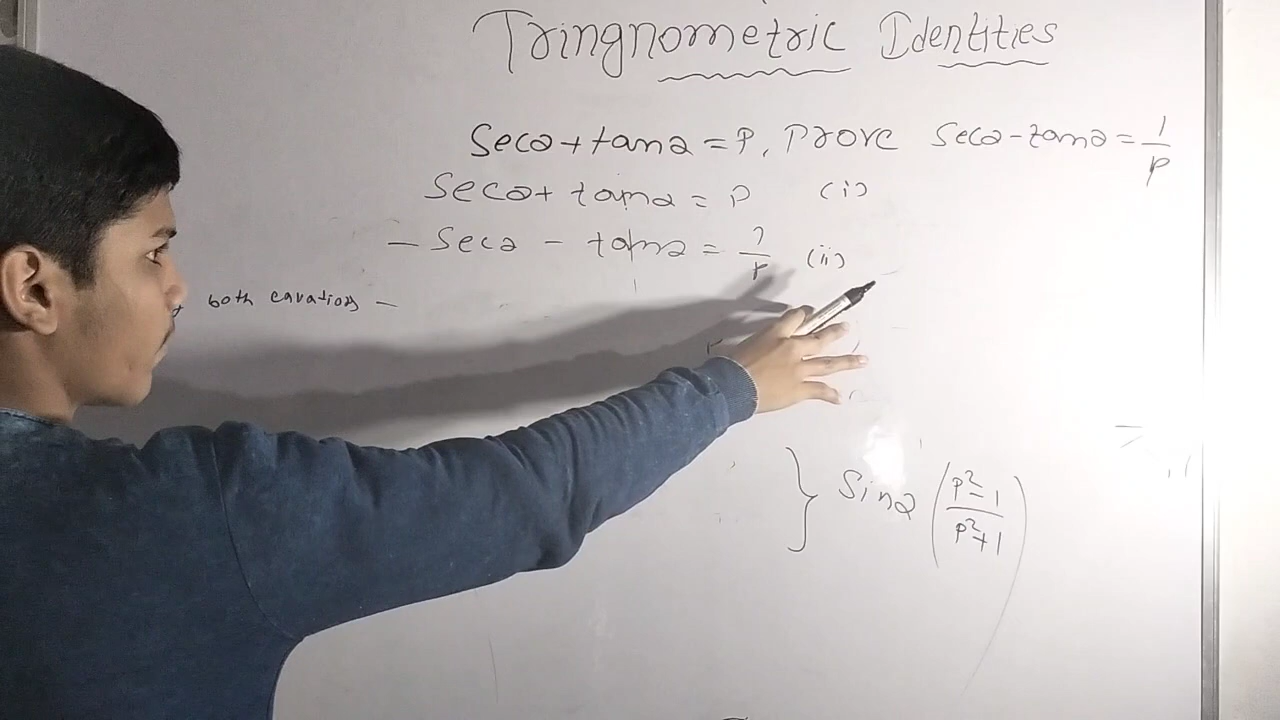 Tringnometric Identities
Seca+tana=P, Prove Seca-tana=1/P
Seca+tana=P (i)
-Seca-tana=1/P (ii)
both eavations -
} Sina (P²-1/P²+1)